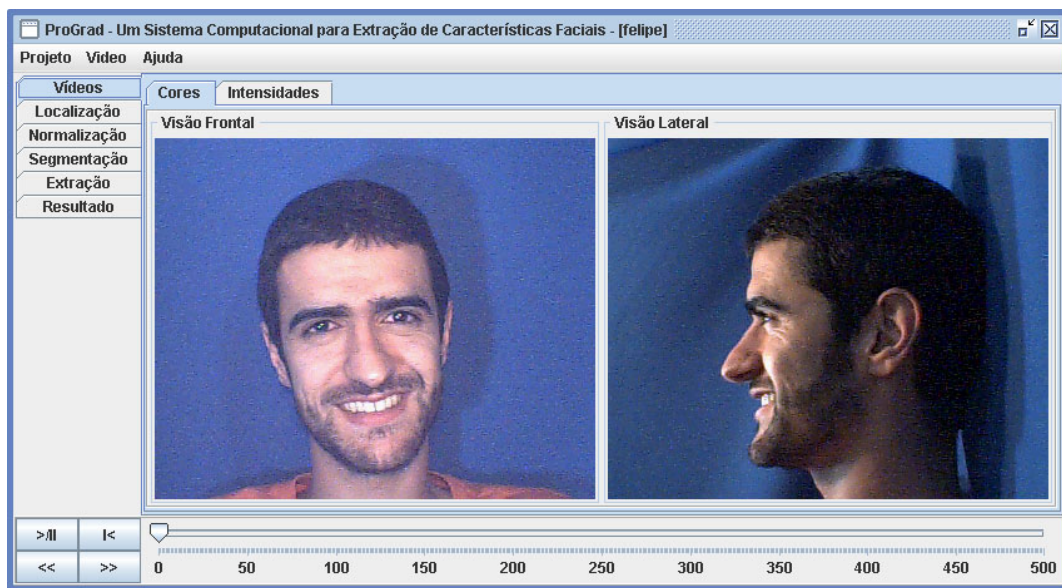 ProGrad - Um Sistema Computacional para Extração de Características Faciais - [felipe]
Projeto Video Ajuda
Vídeos
Localização
Normalização
Segmentação
Extração
Resultado
Cores Intensidades
Visão Frontal Visão Lateral
>/II I<
<< >>
0 50 100 150 200 250 300 350 400 450 500